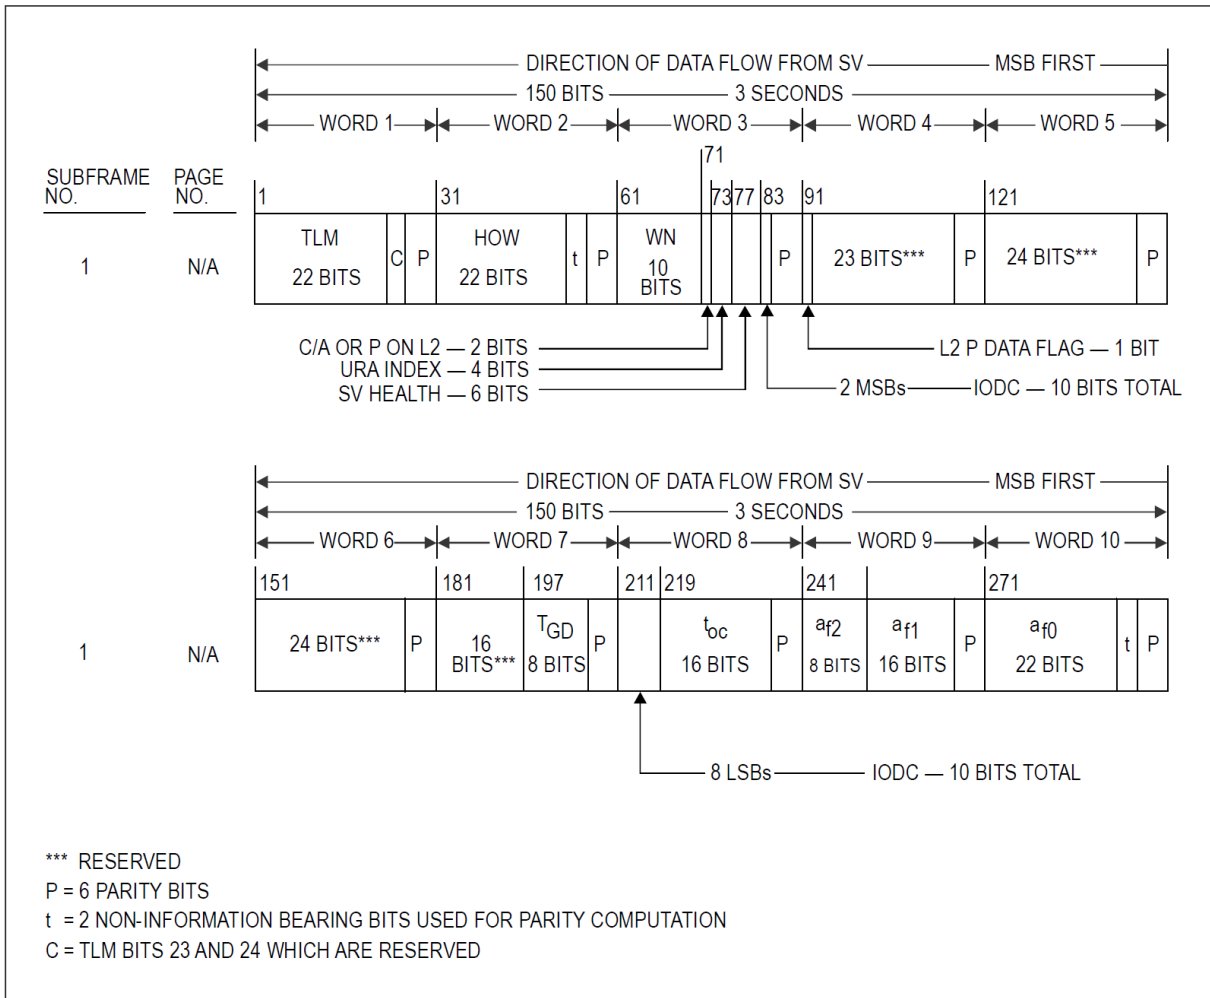 DIRECTION OF DATA FLOW FROM SV MSB FIRST
150 BITS 3 SECONDS
WORD 1 WORD 2 WORD 3 WORD 4 WORD 5
71
SUBFRAME NO. PAGE NO. 1 31 61 73 77 83 91 121
TLM HOW WN
1 N/A 22 BITS C P 22 BITS t P 10 BITS P 23 BITS*** P 24 BITS*** P
C/A OR P ON L2 — 2 BITS L2 P DATA FLAG — 1 BIT
URA INDEX — 4 BITS
SV HEALTH — 6 BITS 2 MSBs IODC — 10 BITS TOTAL
DIRECTION OF DATA FLOW FROM SV MSB FIRST
150 BITS 3 SECONDS
WORD 6 WORD 7 WORD 8 WORD 9 WORD 10
151 181 197 211 219 241 271
TGD toc af2 af1 af0
1 N/A 24 BITS*** P 16 BITS*** 8 BITS P 16 BITS P 8 BITS 16 BITS P 22 BITS t P
8 LSBs IODC — 10 BITS TOTAL
*** RESERVED
P = 6 PARITY BITS
t = 2 NON-INFORMATION BEARING BITS USED FOR PARITY COMPUTATION
C = TLM BITS 23 AND 24 WHICH ARE RESERVED